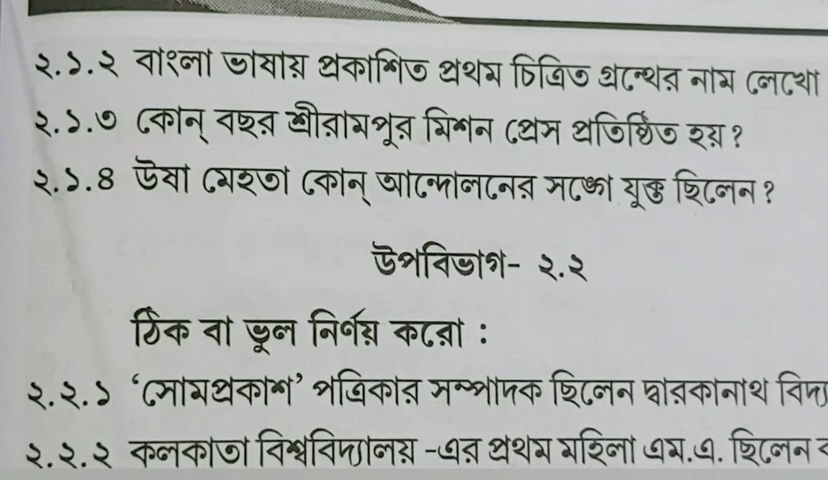 ২.১.২ বাংলা ভাষায় প্রকাশিত প্রথম চিত্রিত গ্রন্থের নাম লেখো
২.১.৩ কোন্ বছর শ্রীরামপুর মিশন প্রেস প্রতিষ্ঠিত হয়?
২.১.৪ উষা মেহতা কোন্ আন্দোলনের সঙ্গে যুক্ত ছিলেন?
উপবিভাগ- ২.২
ঠিক বা ভুল নির্ণয় করো :
২.২.১ ‘সোমপ্রকাশ’ পত্রিকার সম্পাদক ছিলেন দ্বারকানাথ বিদ্যা
২.২.২ কলকাতা বিশ্ববিদ্যালয় -এর প্রথম মহিলা এম.এ. ছিলেন